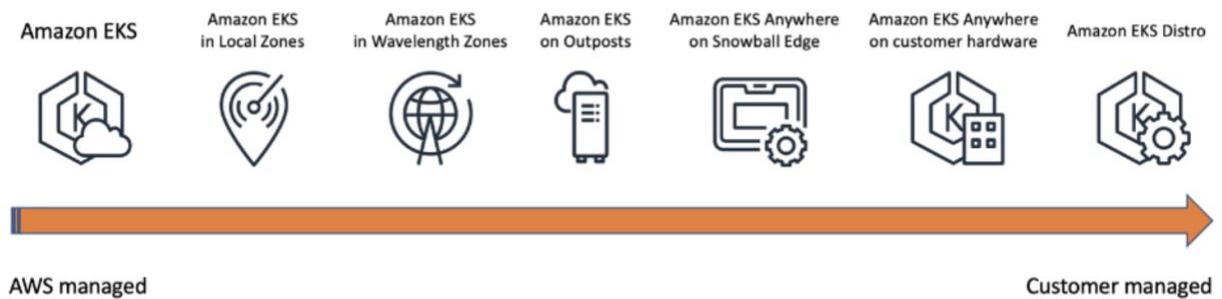 Amazon EKS
Amazon EKS
in Local Zones
Amazon EKS
in Wavelength Zones
Amazon EKS
on Outposts
Amazon EKS Anywhere
on Snowball Edge
Amazon EKS Anywhere
on customer hardware
Amazon EKS Distro
K
K
K
AWS managed
Customer managed